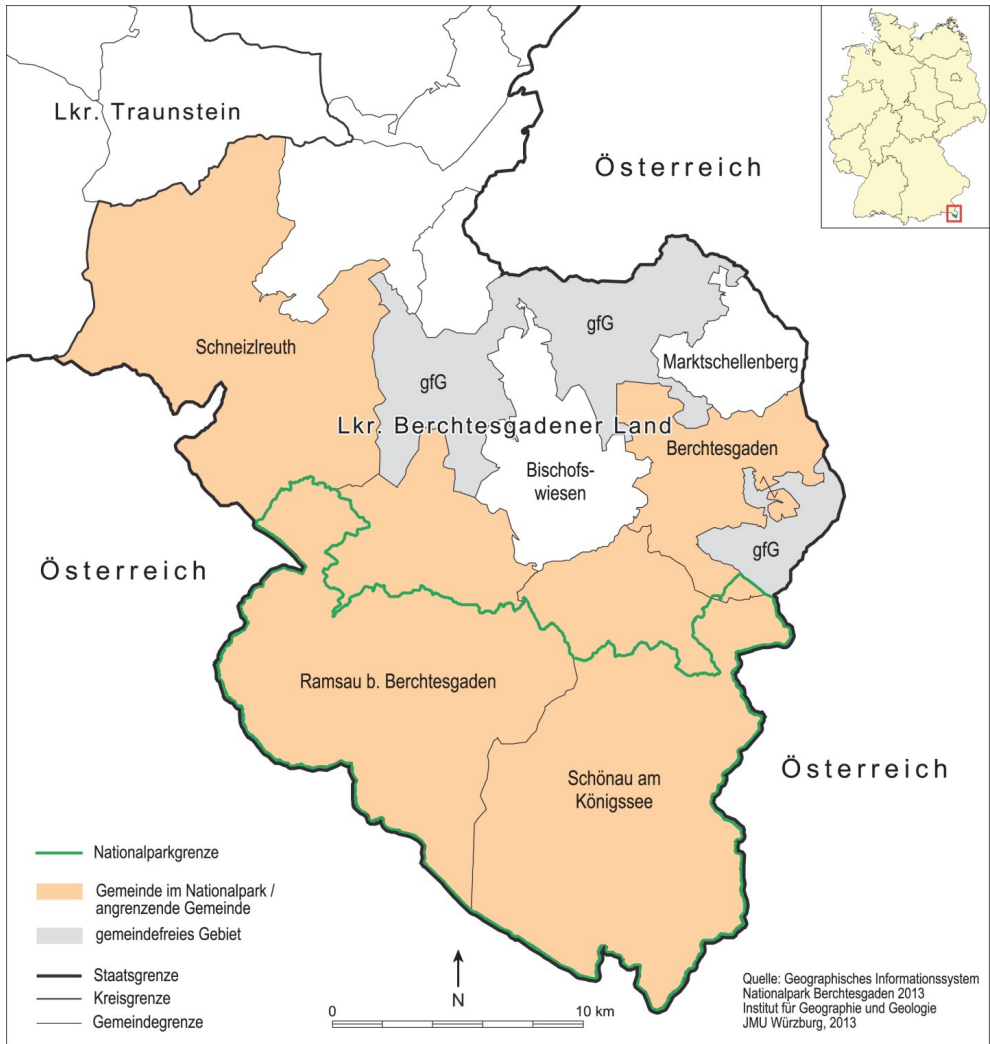 Lkr. Traunstein
Österreich
gfG
Schneizlreuth
Marktschellenberg
gfG
Lkr. Berchtesgadener Land
Berchtesgaden
Bischofs-
wiesen
gfG
Österreich
Ramsau b. Berchtesgaden
Österreich
Schönau am
Königssee
Nationalparkgrenze
Gemeinde im Nationalpark /
angrenzende Gemeinde
gemeindefreies Gebiet
Staatsgrenze
Kreisgrenze
Gemeindegrenze
N
0 10 km
Quelle: Geographisches Informationssystem
Nationalpark Berchtesgaden 2013
Institut für Geographie und Geologie
JMU Würzburg, 2013